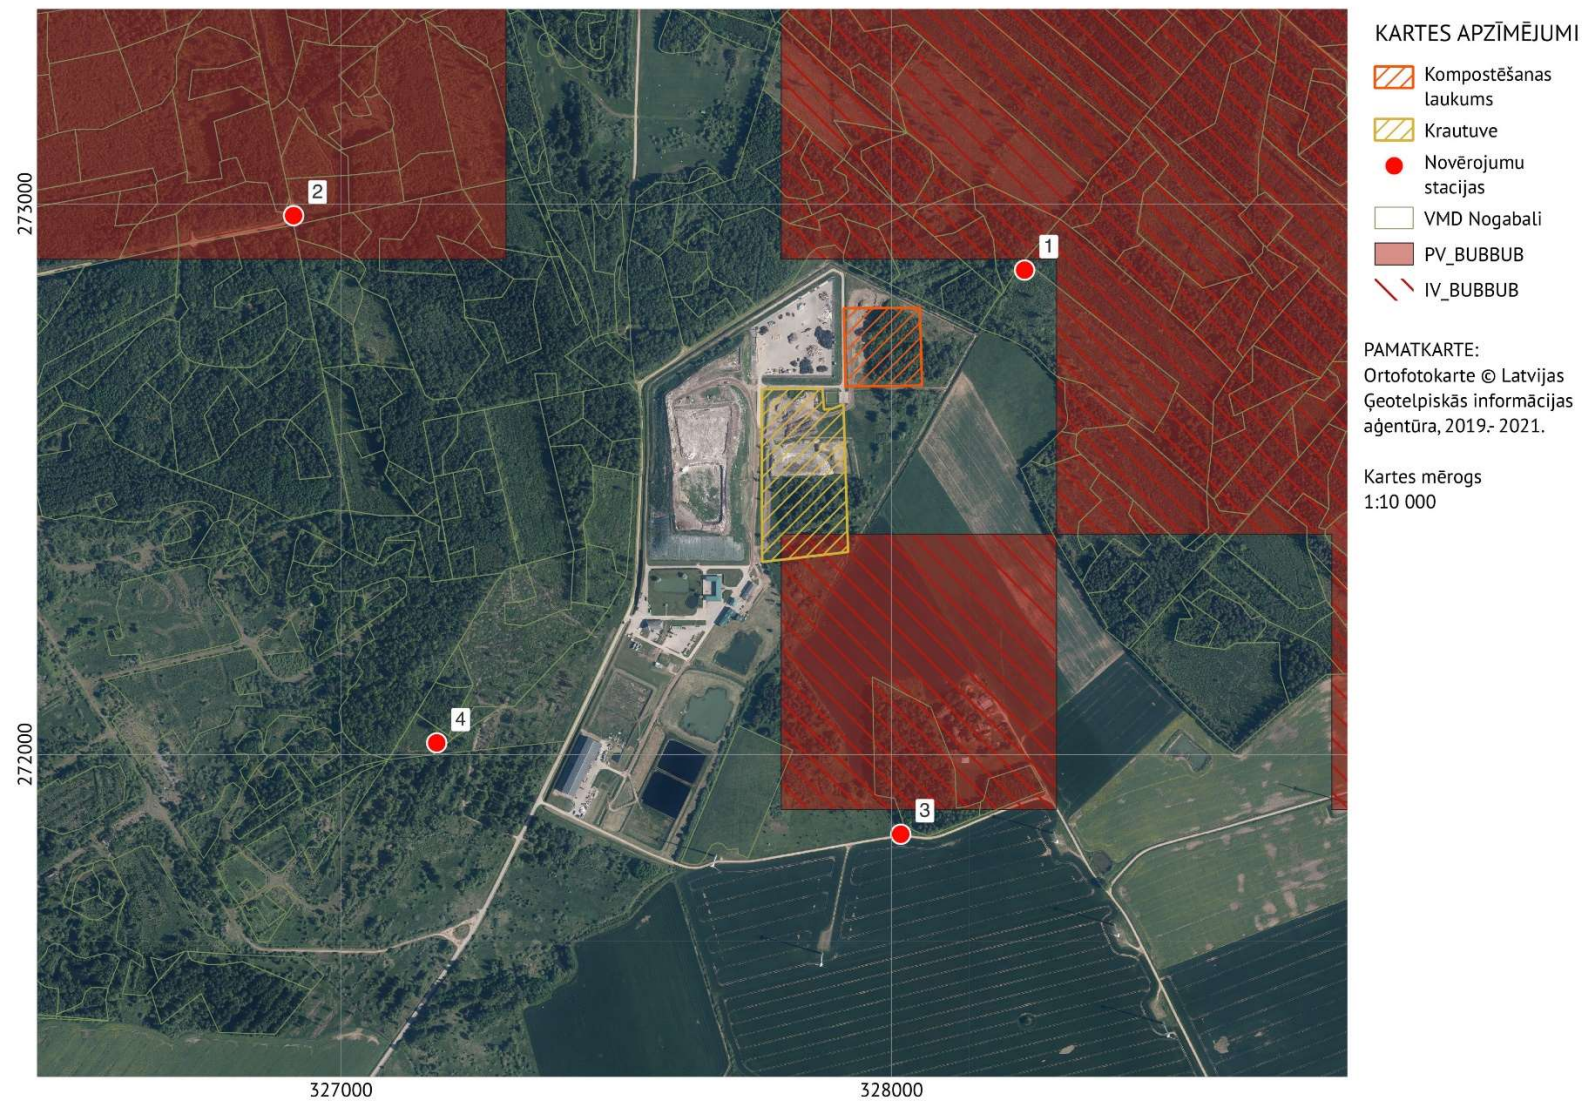 KARTES APZĪMĒJUMI
Kompostēšanas
laukums
Krautuve
Novērojumu
stacijas
VMD Nogabali
PV_BUBBUB
IV_BUBBUB
PAMATKARTE:
Ortofotokarte © Latvijas
Ģeotelpiskās informācijas
aģentūra, 2019.- 2021.
Kartes mērogs
1:10 000
273000
272000
2
1
4
3
327000
328000